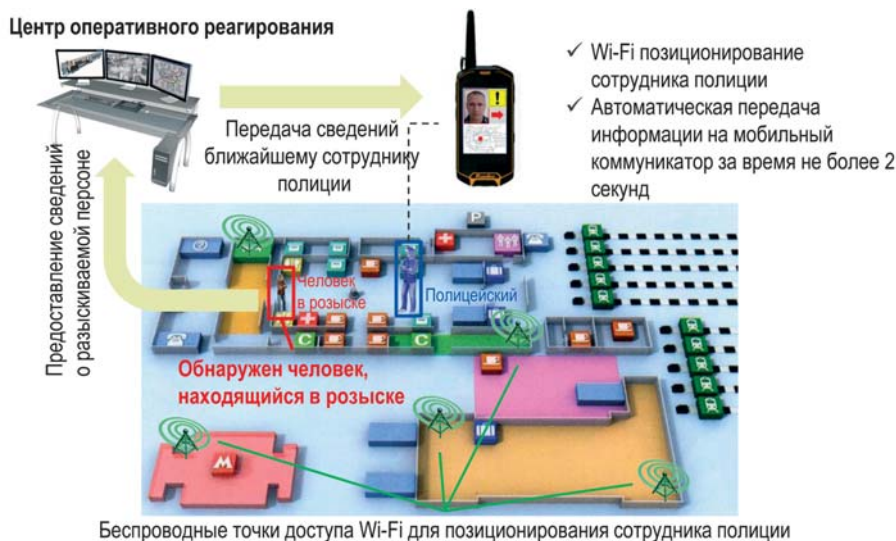 Центр оперативного реагирования
✓ Wi-Fi позиционирование
сотрудника полиции
✓ Автоматическая передача
информации на мобильный
коммуникатор за время не более 2
секунд
Передача сведений
ближайшему сотруднику
полиции
Предоставление сведений
о разыскиваемой персоне
P
Человек
в розыске
Полицейский
C
C
Обнаружен человек,
находящийся в розыске
М
Беспроводные точки доступа Wi-Fi для позиционирования сотрудника полиции